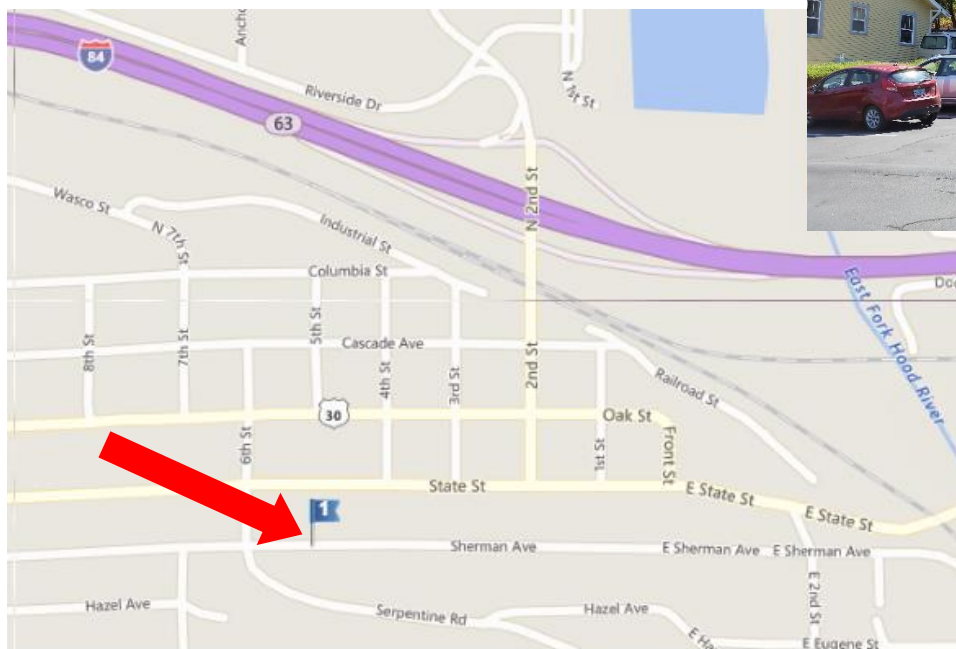 84
Riverside Dr
N 1st St
63
N 2nd St
Wasco St
N 7th St
Industrial St
Columbia St
East Fork Hood River
8th St
7th St
5th St
Cascade Ave
4th St
3rd St
2nd St
Railroad St
30
Oak St
6th St
1st St
Front St
State St
E State St
E State St
1
Sherman Ave
E Sherman Ave
E Sherman Ave
E 2nd St
Hazel Ave
Serpentine Rd
Hazel Ave
E Eugene St